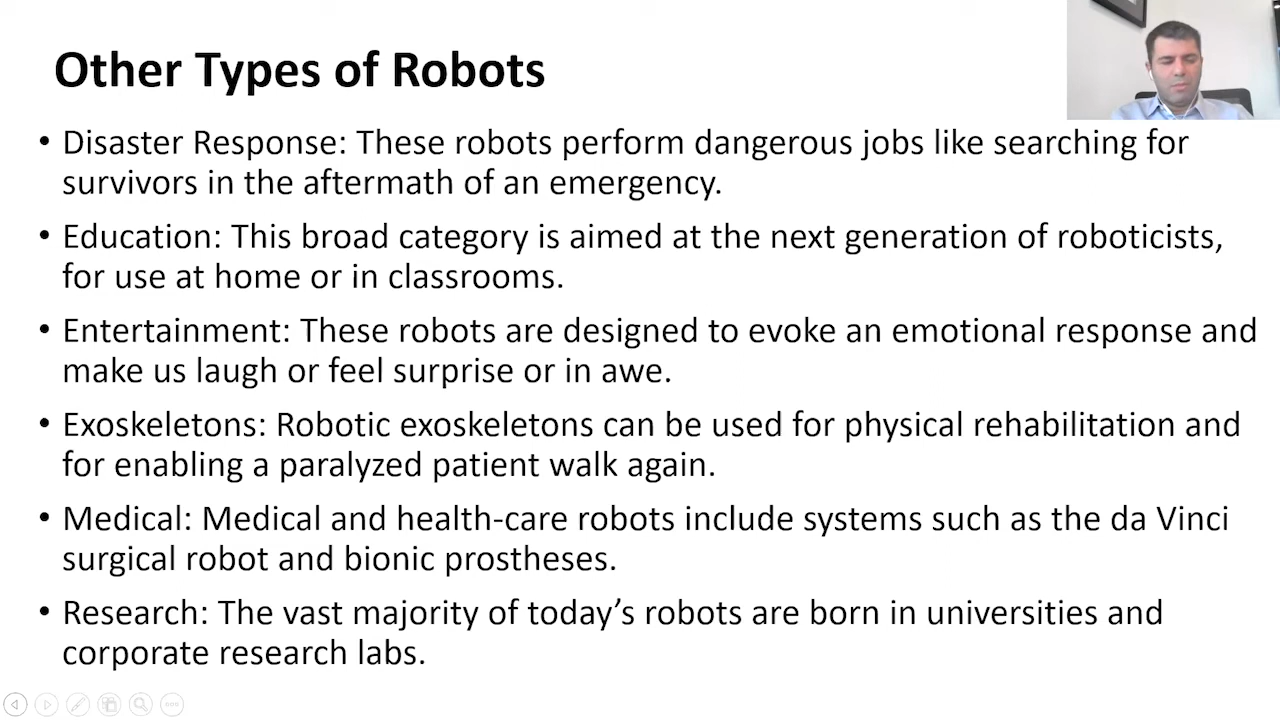 Other Types of Robots
• Disaster Response: These robots perform dangerous jobs like searching for
survivors in the aftermath of an emergency.
• Education: This broad category is aimed at the next generation of roboticists,
for use at home or in classrooms.
• Entertainment: These robots are designed to evoke an emotional response and
make us laugh or feel surprise or in awe.
• Exoskeletons: Robotic exoskeletons can be used for physical rehabilitation and
for enabling a paralyzed patient walk again.
• Medical: Medical and health-care robots include systems such as the da Vinci
surgical robot and bionic prostheses.
• Research: The vast majority of today’s robots are born in universities and
corporate research labs.